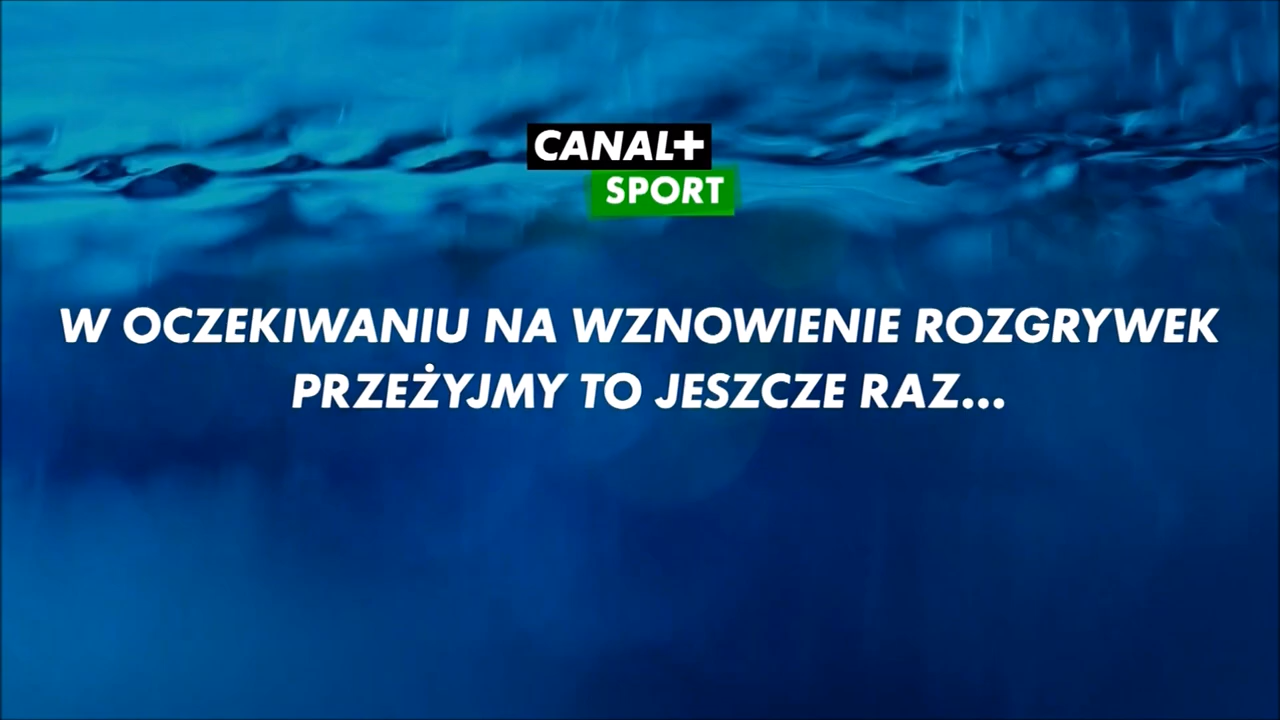 CANAL+
SPORT
W OCZEKIWANIU NA WZNOWIENIE ROZGRYWEK
PRZEŻYJMY TO JESZCZE RAZ...